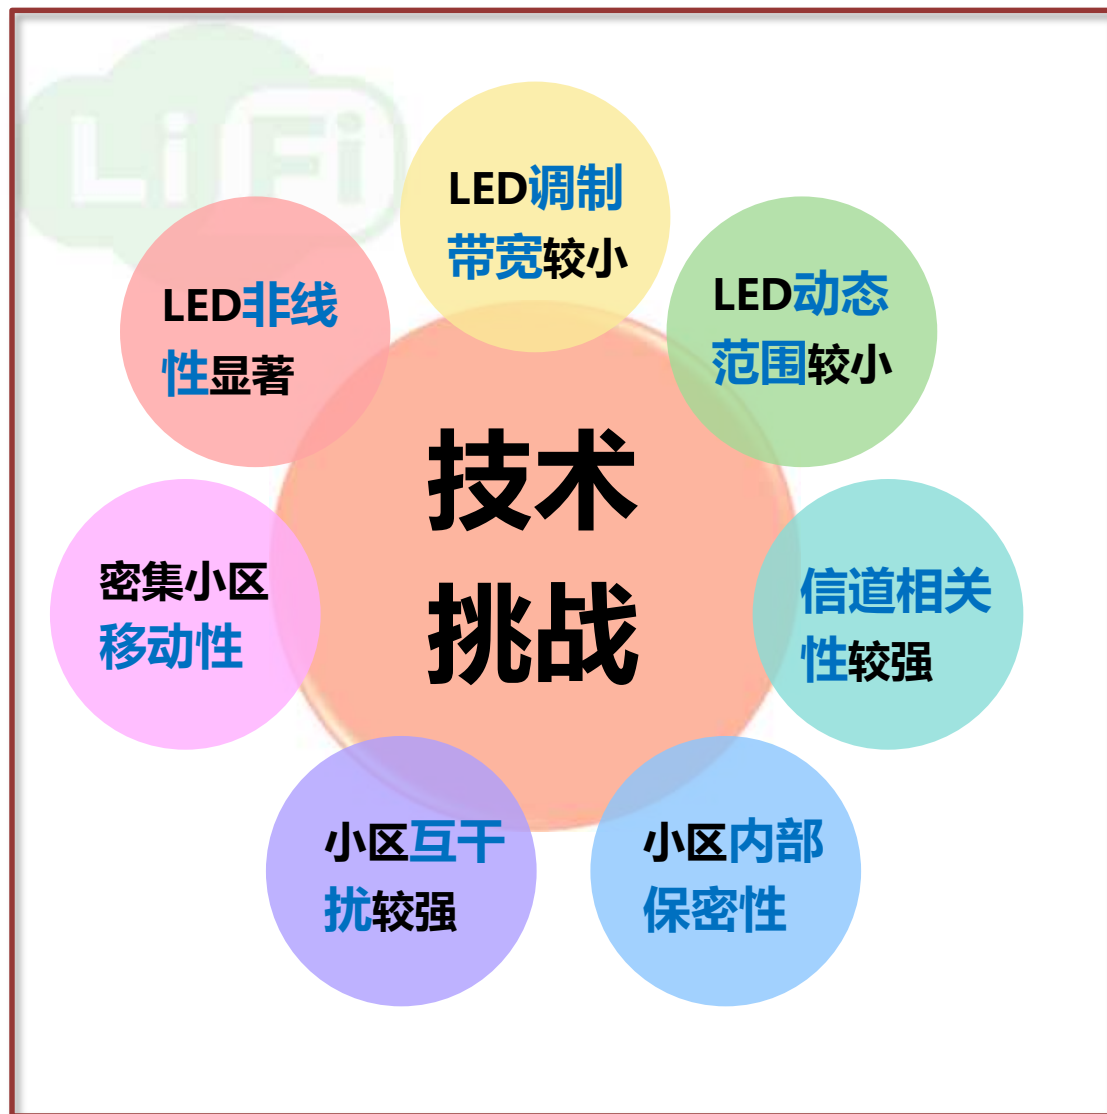 LiFi
LED调制
带宽较小
LED非线
性显著
LED动态
范围较小
技术
挑战
密集小区
移动性
信道相关
性较强
小区互干
扰较强
小区内部
保密性